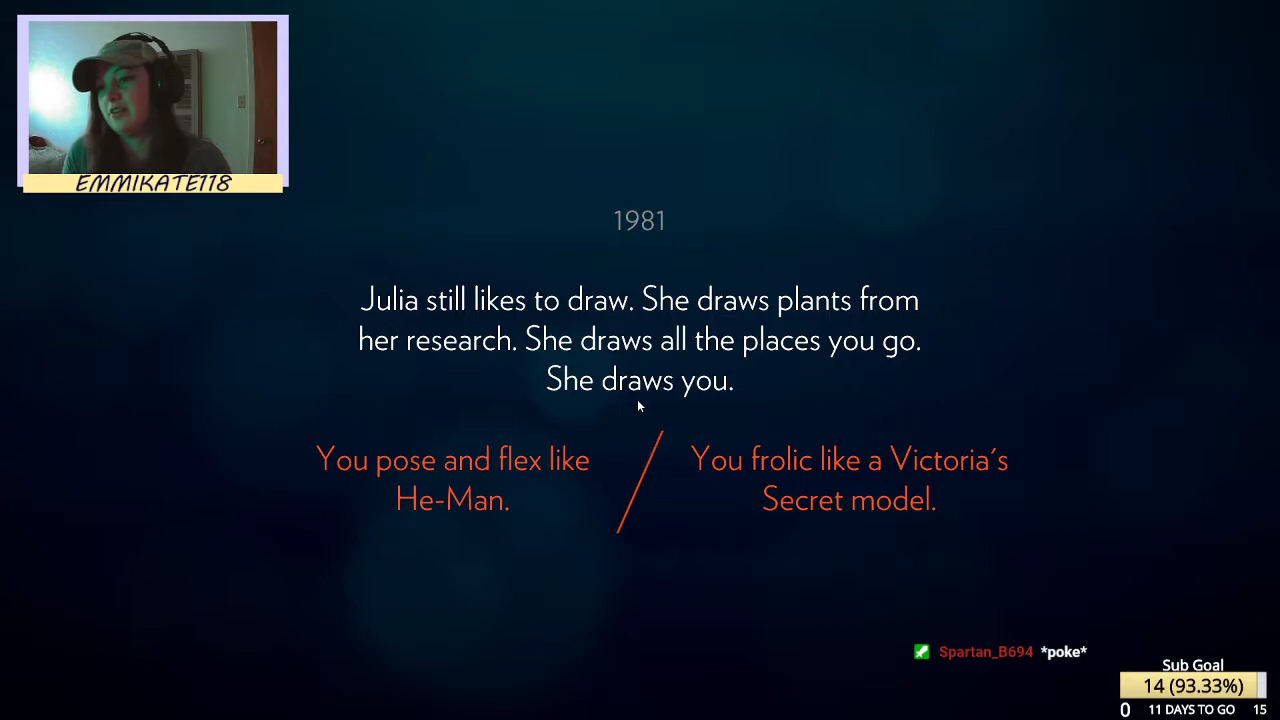 EMMIKATE118
1981
Julia still likes to draw. She draws plants from
her research. She draws all the places you go.
She draws you.
You pose and flex like
He-Man.
You frolic like a Victoria's
Secret model.
Spartan_B694 *poke*
Sub Goal
14 (93.33%)
0 11 DAYS TO GO 15